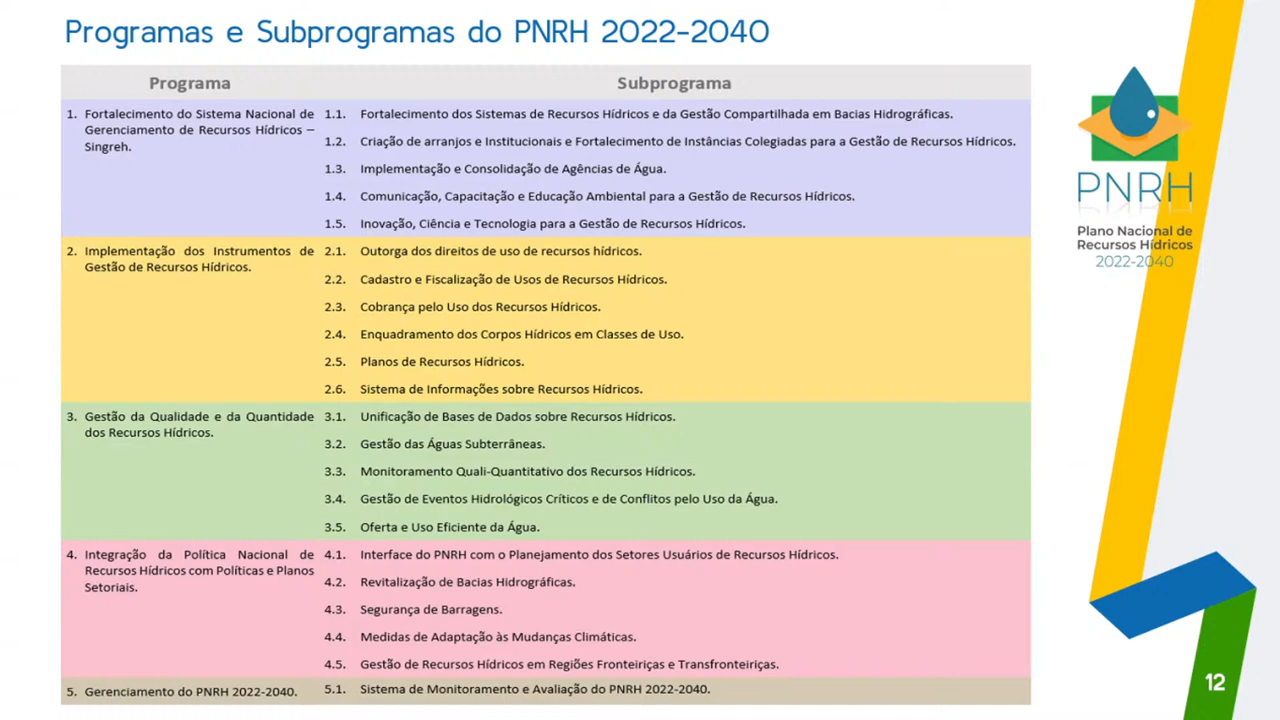 Programas e Subprogramas do PNRH 2022-2040
Programa
Subprograma
1. Fortalecimento do Sistema Nacional de
Gerenciamento de Recursos Hídricos –
Singreh.
1.1. Fortalecimento dos Sistemas de Recursos Hídricos e da Gestão Compartilhada em Bacias Hidrográficas.
1.2. Criação de arranjos e Institucionais e Fortalecimento de Instâncias Colegiadas para a Gestão de Recursos Hídricos.
1.3. Implementação e Consolidação de Agências de Água.
1.4. Comunicação, Capacitação e Educação Ambiental para a Gestão de Recursos Hídricos.
1.5. Inovação, Ciência e Tecnologia para a Gestão de Recursos Hídricos.
2. Implementação dos Instrumentos de
Gestão de Recursos Hídricos.
2.1. Outorga dos direitos de uso de recursos hídricos.
2.2. Cadastro e Fiscalização de Usos de Recursos Hídricos.
2.3. Cobrança pelo Uso dos Recursos Hídricos.
2.4. Enquadramento dos Corpos Hídricos em Classes de Uso.
2.5. Planos de Recursos Hídricos.
2.6. Sistema de Informações sobre Recursos Hídricos.
3. Gestão da Qualidade e da Quantidade
dos Recursos Hídricos.
3.1. Unificação de Bases de Dados sobre Recursos Hídricos.
3.2. Gestão das Águas Subterrâneas.
3.3. Monitoramento Quali-Quantitativo dos Recursos Hídricos.
3.4. Gestão de Eventos Hidrológicos Críticos e de Conflitos pelo Uso da Água.
3.5. Oferta e Uso Eficiente da Água.
4. Integração da Política Nacional de
Recursos Hídricos com Políticas e Planos
Setoriais.
4.1. Interface do PNRH com o Planejamento dos Setores Usuários de Recursos Hídricos.
4.2. Revitalização de Bacias Hidrográficas.
4.3. Segurança de Barragens.
4.4. Medidas de Adaptação às Mudanças Climáticas.
4.5. Gestão de Recursos Hídricos em Regiões Fronteiriças e Transfronteiriças.
5. Gerenciamento do PNRH 2022-2040.
5.1. Sistema de Monitoramento e Avaliação do PNRH 2022-2040.
PNRH
Plano Nacional de
Recursos Hídricos
2022-2040
12